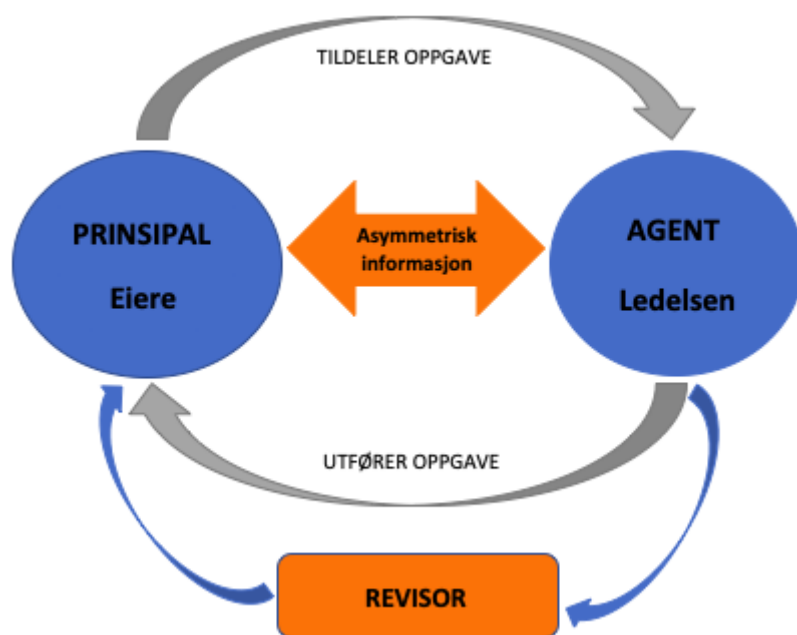 TILDELER OPPGAVE
PRINSIPAL
Eiere
Asymmetrisk
informasjon
AGENT
Ledelsen
UTFØRER OPPGAVE
REVISOR